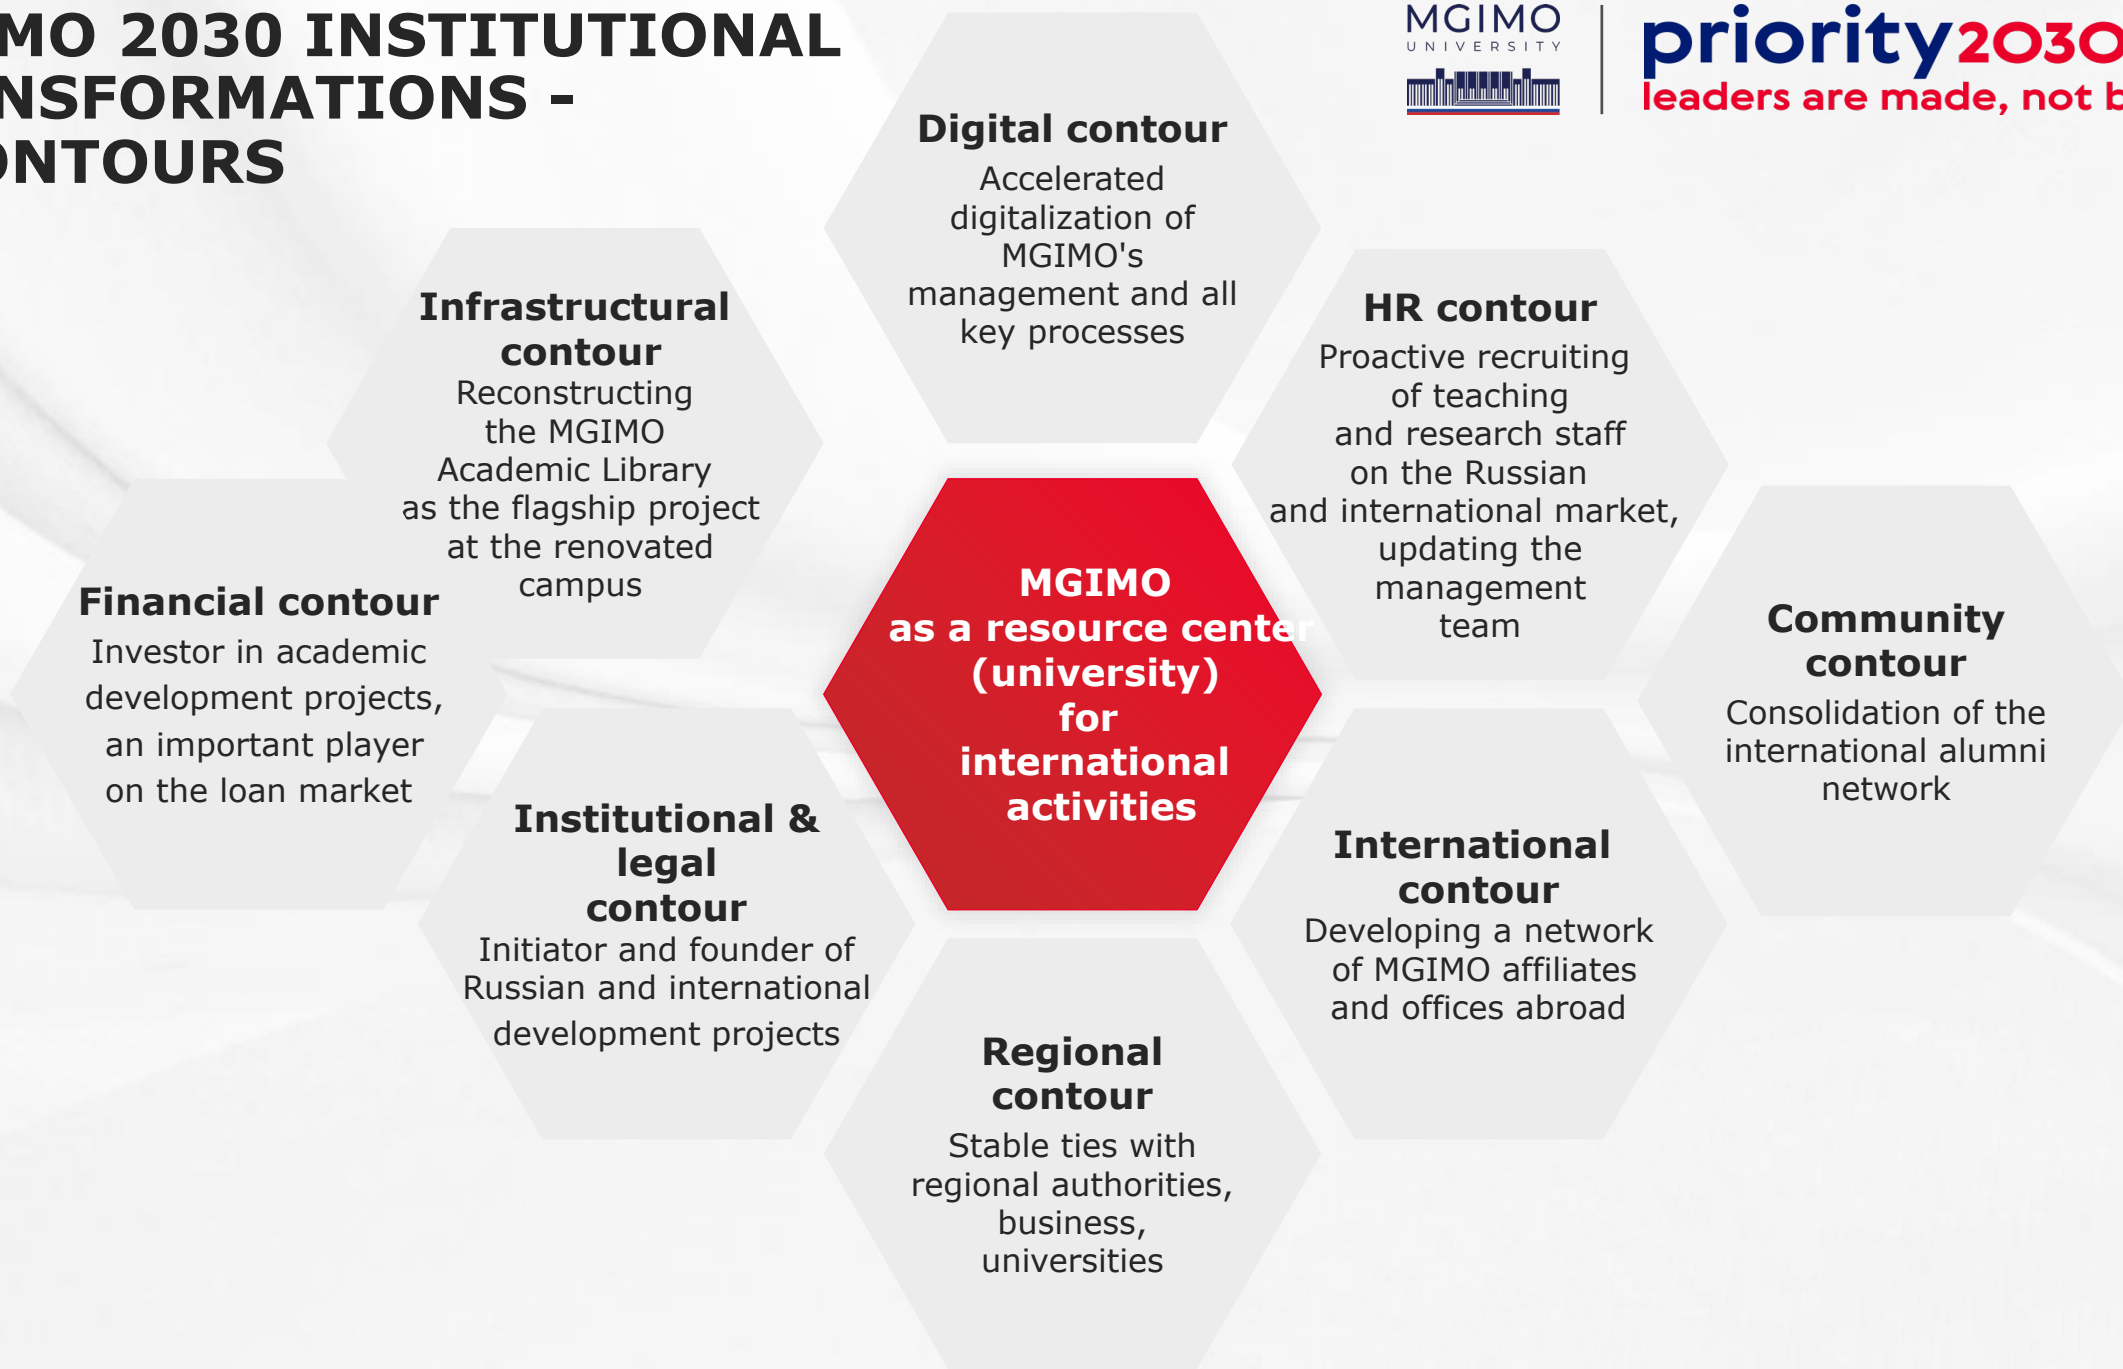 MO 2030 INSTITUTIONAL
NSFORMATIONS -
ONTOURS
MGIMO
UNIVERSITY
priority2030
leaders are made, not b
Digital contour
Accelerated
digitalization of
MGIMO's
management and all
key processes
Infrastructural
contour
Reconstructing
the MGIMO
Academic Library
as the flagship project
at the renovated
campus
HR contour
Proactive recruiting
of teaching
and research staff
on the Russian
and international market,
updating the
management
team
Financial contour
Investor in academic
development projects,
an important player
on the loan market
MGIMO
as a resource center
(university)
for
international
activities
Community
contour
Consolidation of the
international alumni
network
Institutional &
legal
contour
Initiator and founder of
Russian and international
development projects
International
contour
Developing a network
of MGIMO affiliates
and offices abroad
Regional
contour
Stable ties with
regional authorities,
business,
universities